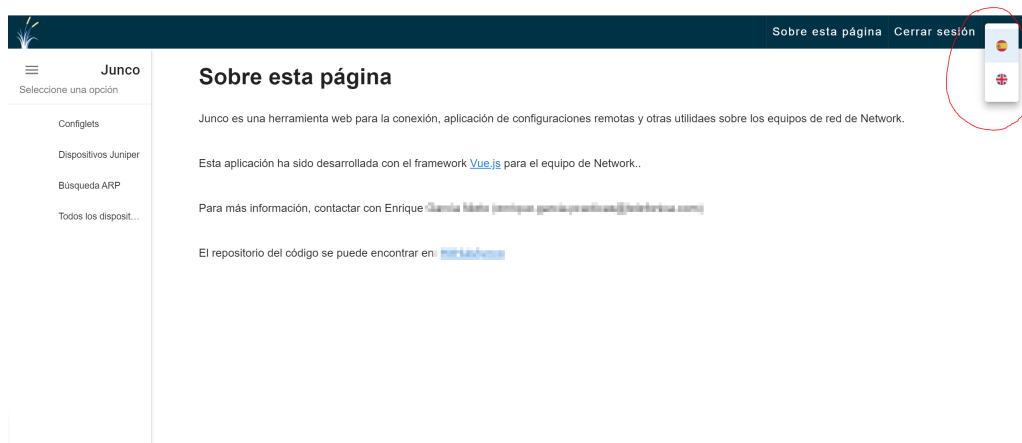 Sobre esta página Cerrar sesión
Junco
Seleccione una opción
Configlets
Dispositivos Juniper
Búsqueda ARP
Todos los disposit...
Sobre esta página
Junco es una herramienta web para la conexión, aplicación de configuraciones remotas y otras utilidaes sobre los equipos de red de Network.
Esta aplicación ha sido desarrollada con el framework Vue.js para el equipo de Network..
Para más información, contactar con Enrique
El repositorio del código se puede encontrar en: